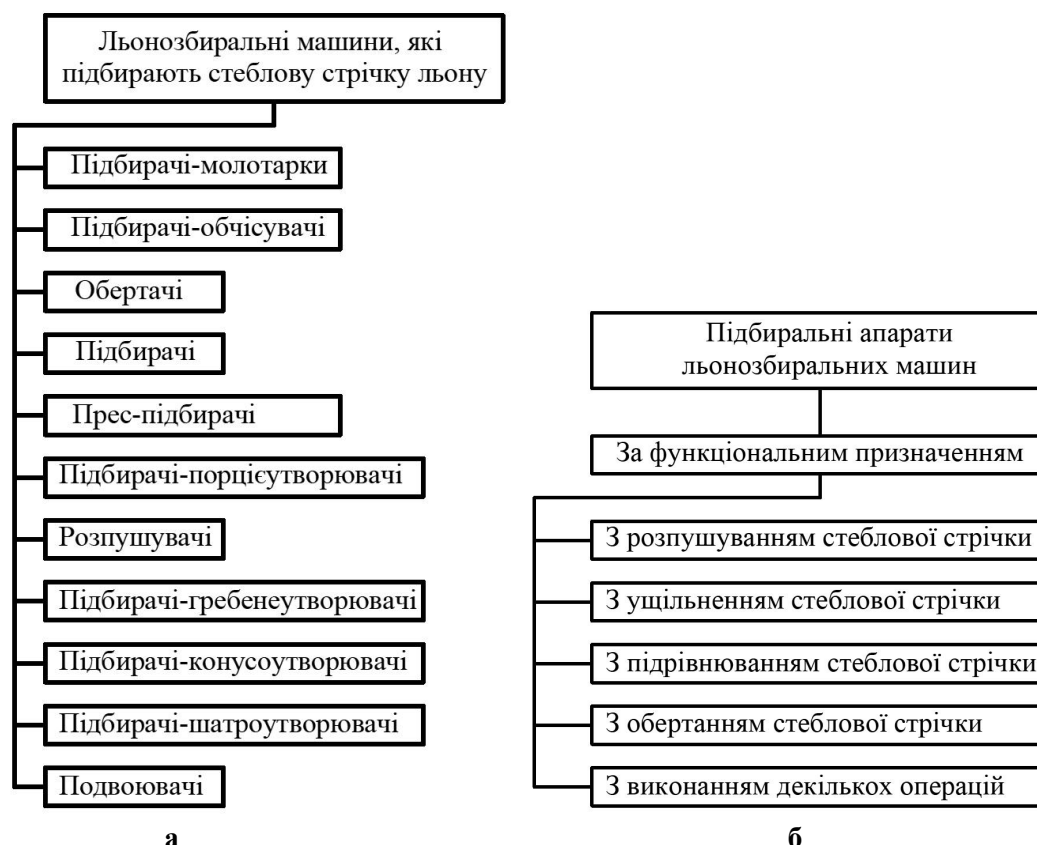 Льонозбиральні машини, які
підбирають стеблову стрічку льону
Підбирачі-молотарки
Підбирачі-обчісувачі
Обертачі
Підбирачі
Прес-підбирачі
Підбирачі-порцієутворювачі
Розпушувачі
Підбирачі-гребенеутворювачі
Підбирачі-конусоутворювачі
Підбирачі-шатроутворювачі
Подвоювачі
а
Підбиральні апарати
льонозбиральних машин
За функціональним призначенням
З розпушуванням стеблової стрічки
З ущільненням стеблової стрічки
З підрівнюванням стеблової стрічки
З обертанням стеблової стрічки
З виконанням декількох операцій
б